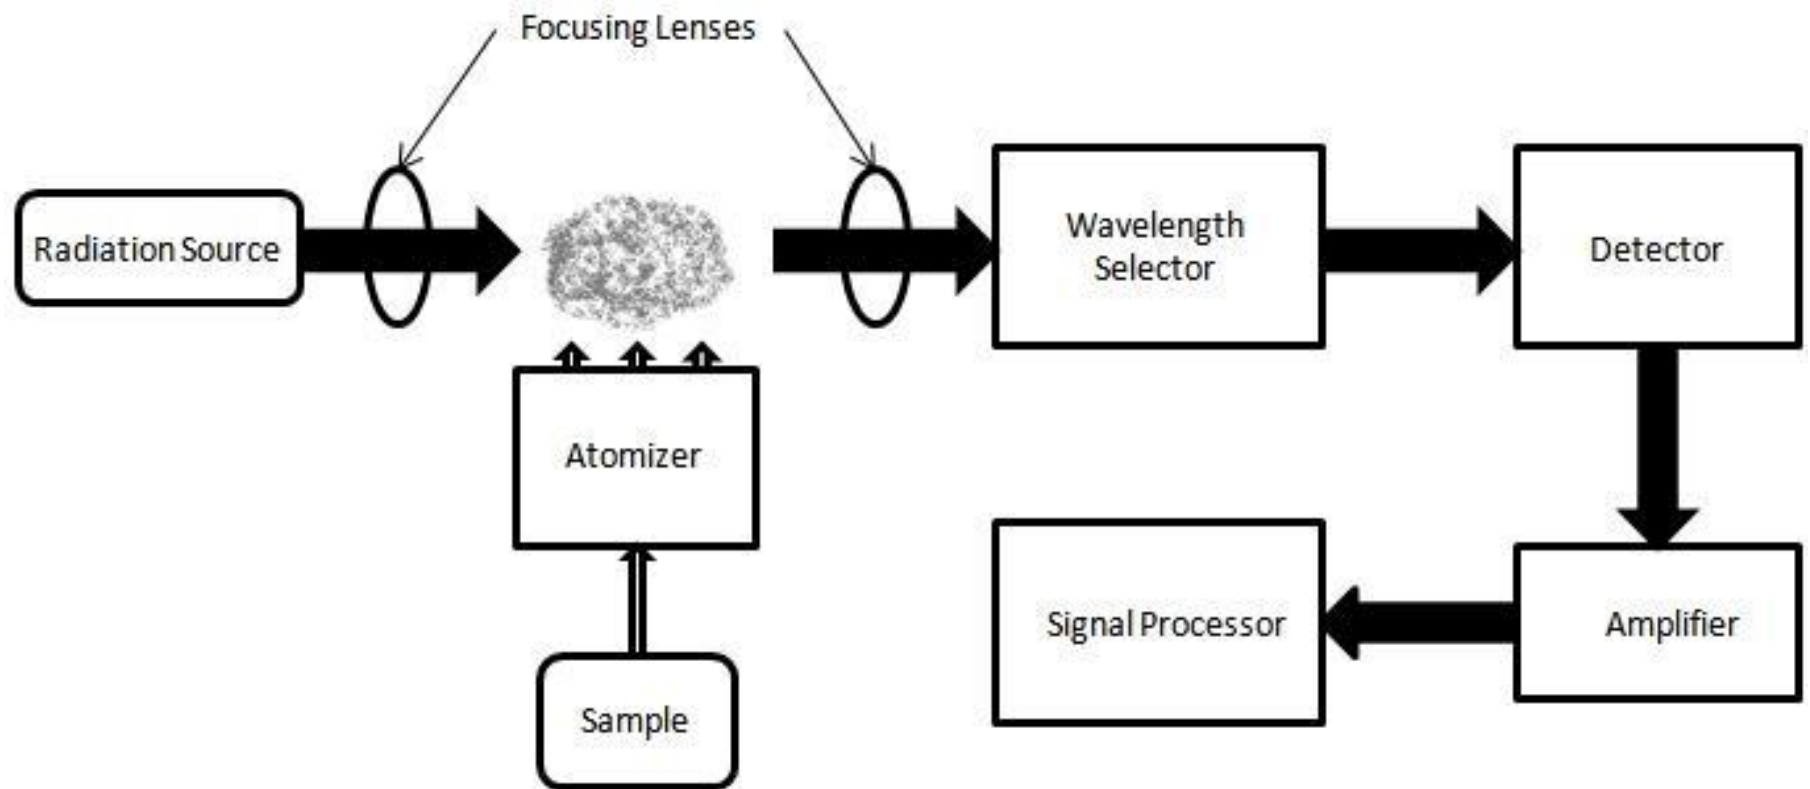 Focusing Lenses
Radiation Source
Wavelength
Selector
Detector
Atomizer
Signal Processor
Amplifier
Sample